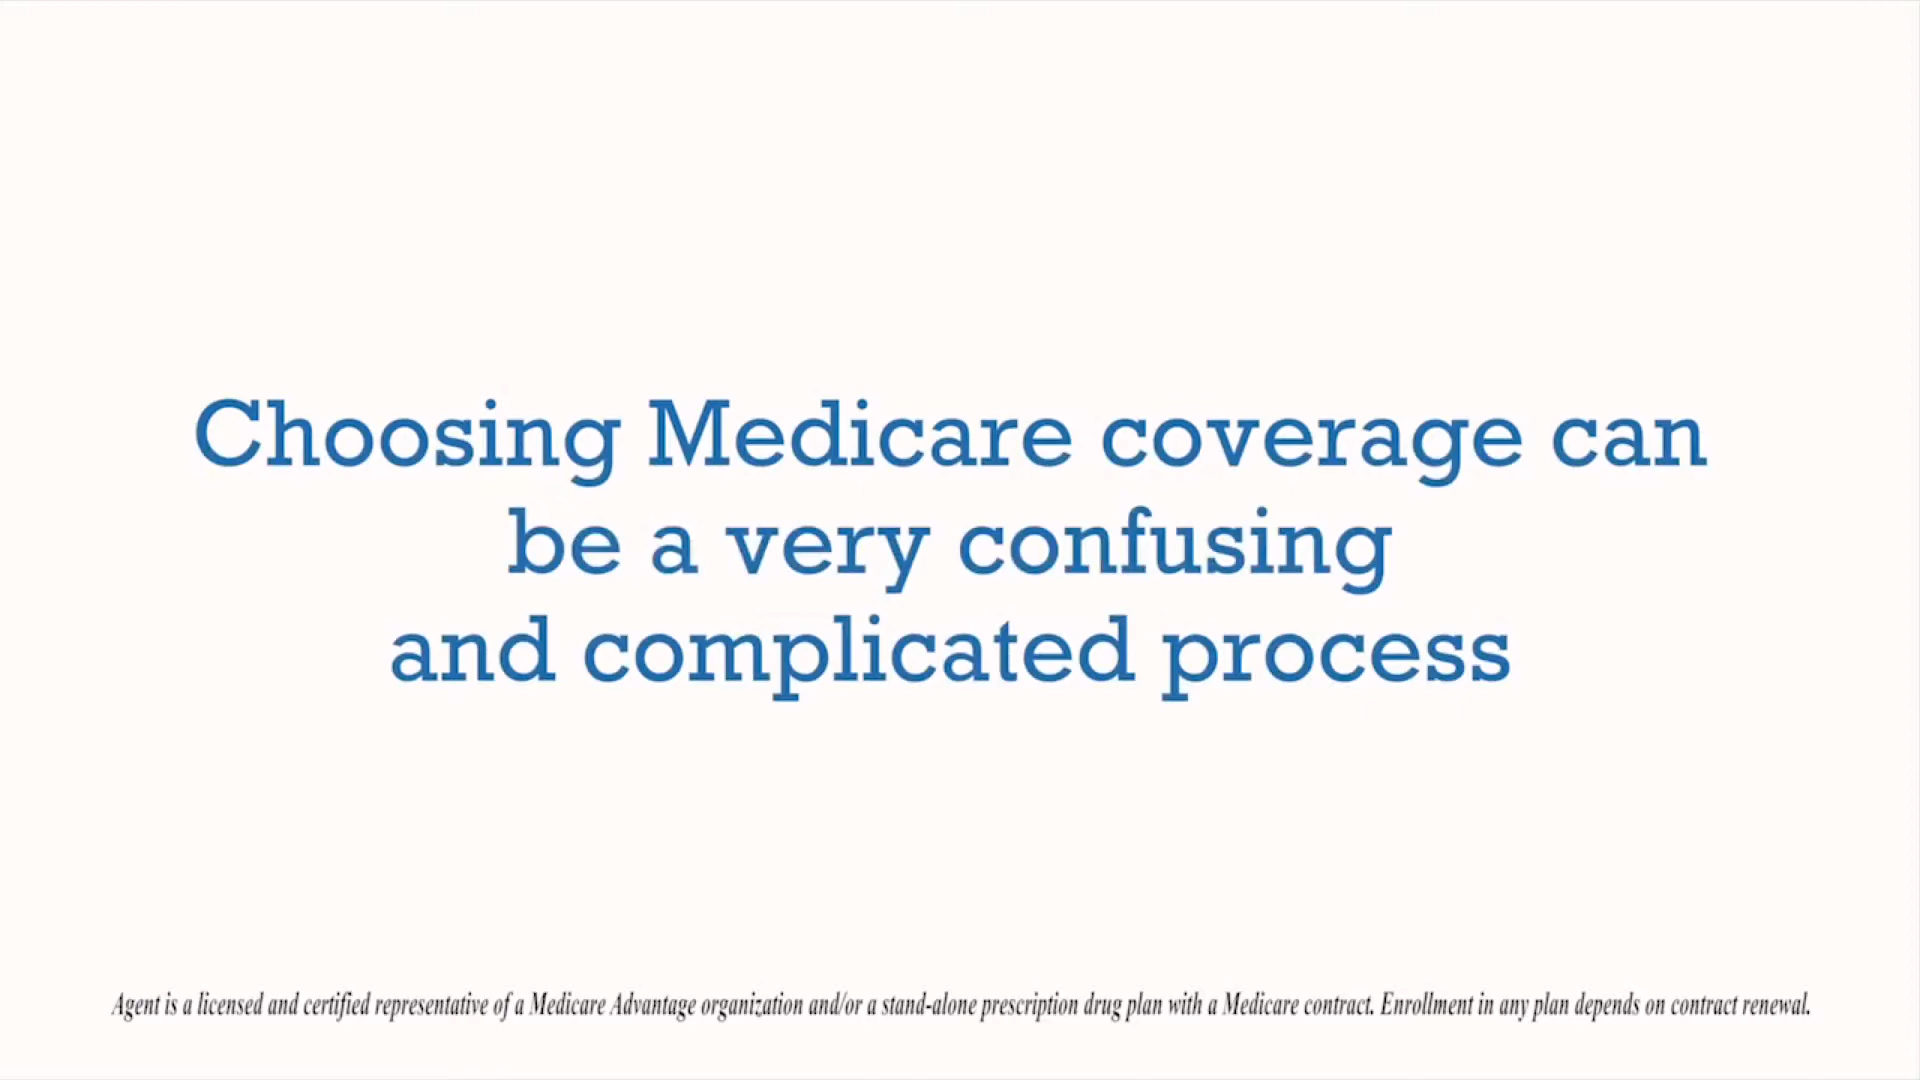 Choosing Medicare coverage can
be a very confusing
and complicated process
Agent is a licensed and certified representative of a Medicare Advantage organization and/or a stand-alone prescription drug plan with a Medicare contract. Enrollment in any plan depends on contract renewal.